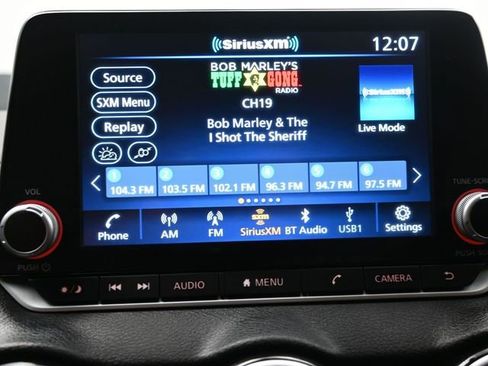 ((SiriusXM))
12:07
Source
BOB MARLEY'S
TUFF GONG
RADIO
SXM Menu
CH19
SiriusXM
Replay
Bob Marley & The
I Shot The Sheriff
Live Mode
1 2 3 4 5 6
104.3 FM 103.5 FM 102.1 FM 96.3 FM 94.7 FM 97.5 FM
VOL
TUNE-SCR
Phone AM FM SiriusXM BT Audio USB1 Settings
sxm
PUSH
PUSH
AUDIO MENU CAMERA